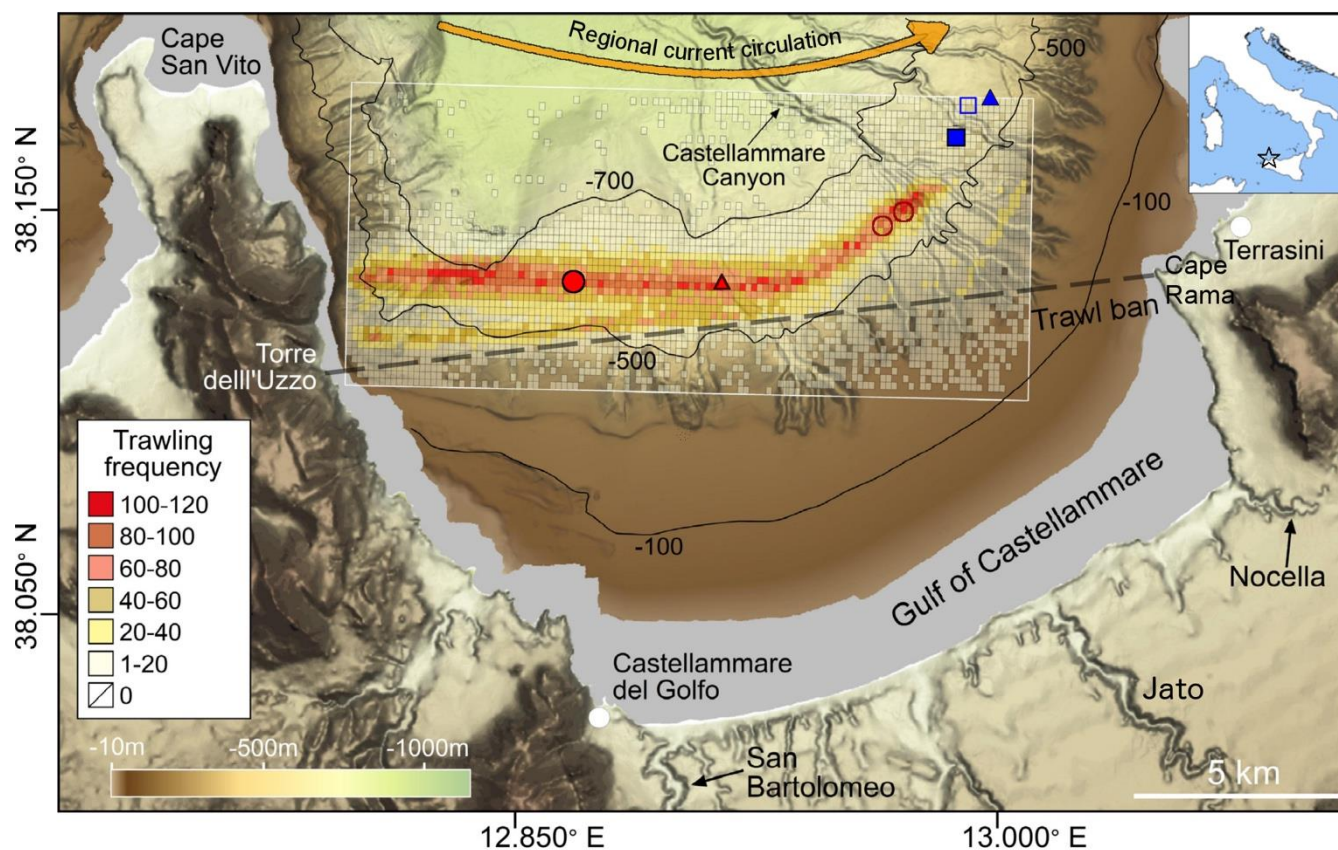 Cape
San Vito
Regional current circulation
-500
Castellammare
Canyon
-700
-100
38.150° N
Terrasini
Cape
Rama
Trawl ban
Torre
delll'Uzzo
-500
Trawling
frequency
100-120
80-100
60-80
40-60
20-40
1-20
0
-100
Gulf of Castellammare
Nocella
38.050° N
Castellammare
del Golfo
Jato
-10m
-500m
-1000m
San
Bartolomeo
5 km
12.850° E
13.000° E